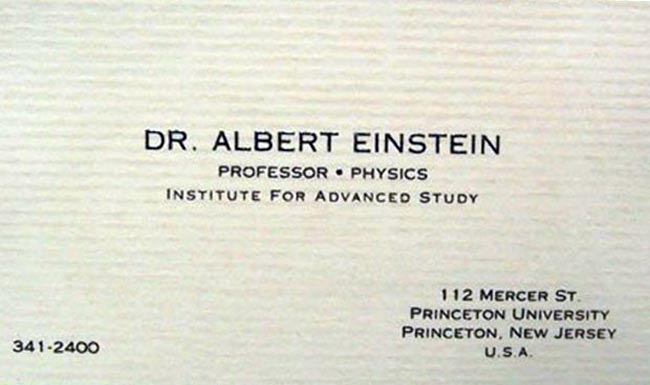 DR. ALBERT EINSTEIN
PROFESSOR • PHYSICS
INSTITUTE FOR ADVANCED STUDY
112 MERCER ST.
PRINCETON UNIVERSITY
PRINCETON, NEW JERSEY
U.S.A.
341-2400